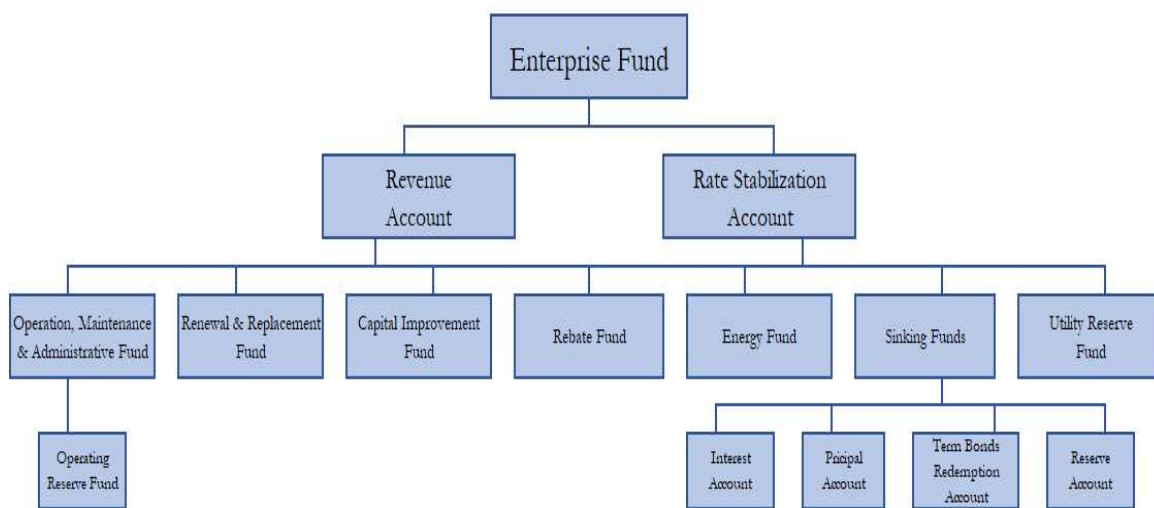 Enterprise Fund
Revenue
Account
Rate Stabilization
Account
Operation, Maintenance
& Administrative Fund
Renewal & Replacement
Fund
Capital Improvement
Fund
Rebate Fund
Energy Fund
Sinking Funds
Utility Reserve
Fund
Operating
Reserve Fund
Interest
Account
Pricipal
Account
Term Bonds
Redemption
Account
Reserve
Account